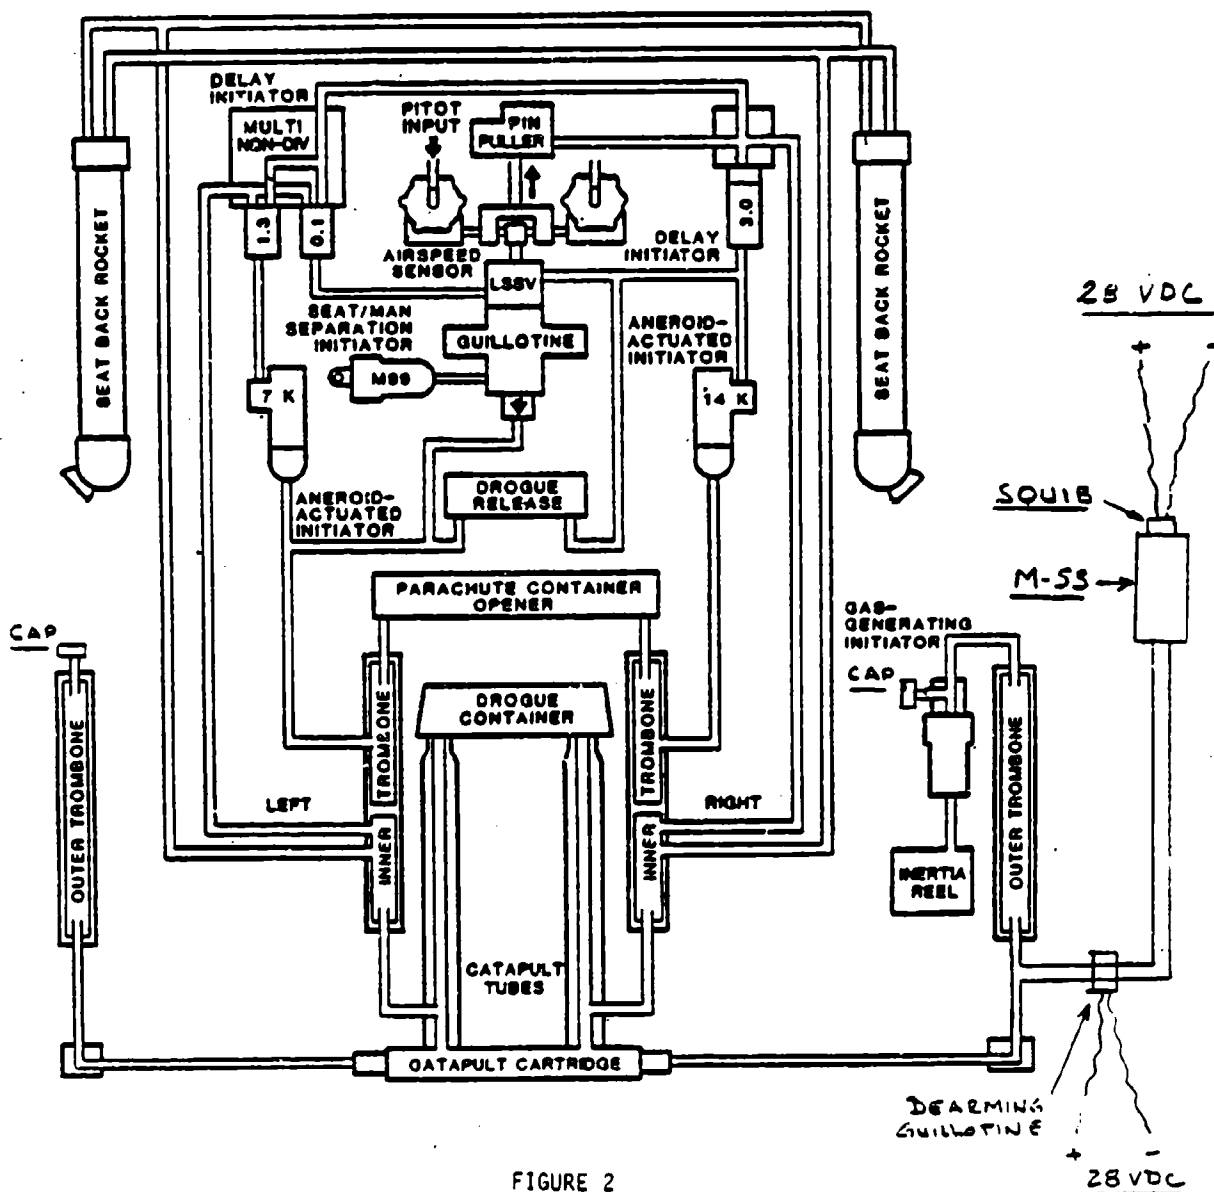 DELAY
INITIATOR
MULTI
NON-DIV
PITOT
INPUT
PIN
PULLER
1.3
0.1
3.0
AIRSPEED
SENSOR
DELAY
INITIATOR
LSSV
SEAT BACK ROCKET
SEAT BACK ROCKET
28 VDC
+ -
SEAT/MAN
SEPARATION
INITIATOR
GUILLOTINE
ANEROID-
ACTUATED
INITIATOR
M99
7 K
14 K
ANEROID-
ACTUATED
INITIATOR
DROGUE
RELEASE
SQUIB
M-53
PARACHUTE CONTAINER
OPENER
GAS-
GENERATING
INITIATOR
CAP
CAP
DROGUE
CONTAINER
OUTER TROMBONE
TROMBONE
TROMBONE
OUTER TROMBONE
LEFT
RIGHT
INNER
INNER
INERTIA
REEL
CATAPULT
TUBES
CATAPULT CARTRIDGE
DEARMING
GUILLOTINE
+ -
28 VDC
FIGURE 2